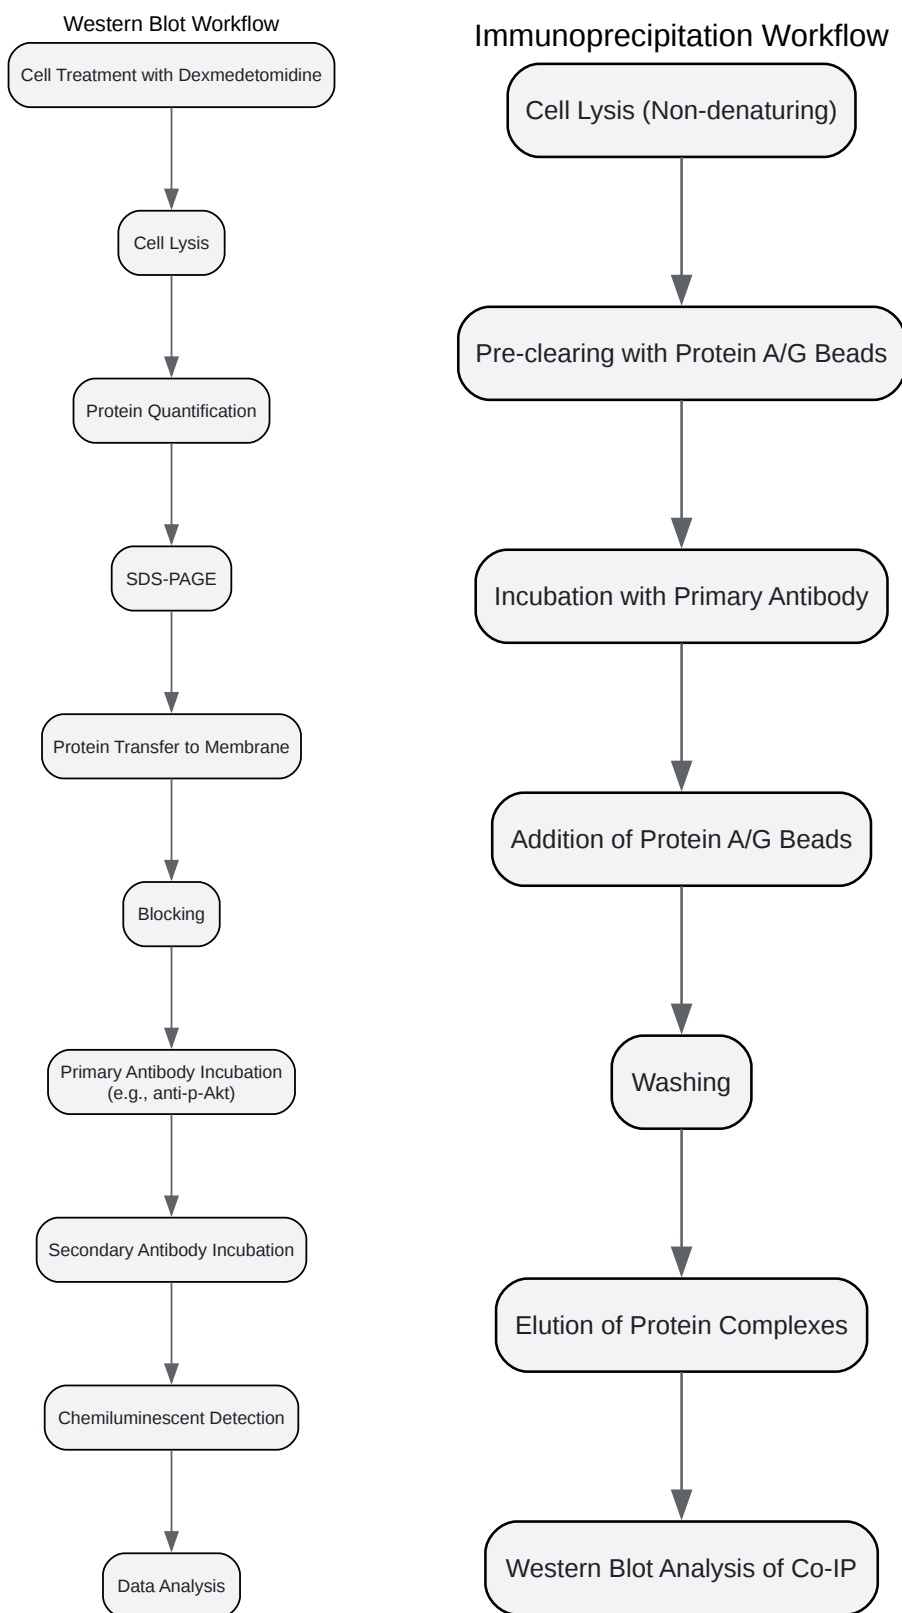 Western Blot Workflow
Cell Treatment with Dexmedetomidine
Cell Lysis
Protein Quantification
SDS-PAGE
Protein Transfer to Membrane
Blocking
Primary Antibody Incubation
(e.g., anti-p-Akt)
Secondary Antibody Incubation
Chemiluminescent Detection
Data Analysis
Immunoprecipitation Workflow
Cell Lysis (Non-denaturing)
Pre-clearing with Protein A/G Beads
Incubation with Primary Antibody
Addition of Protein A/G Beads
Washing
Elution of Protein Complexes
Western Blot Analysis of Co-IP